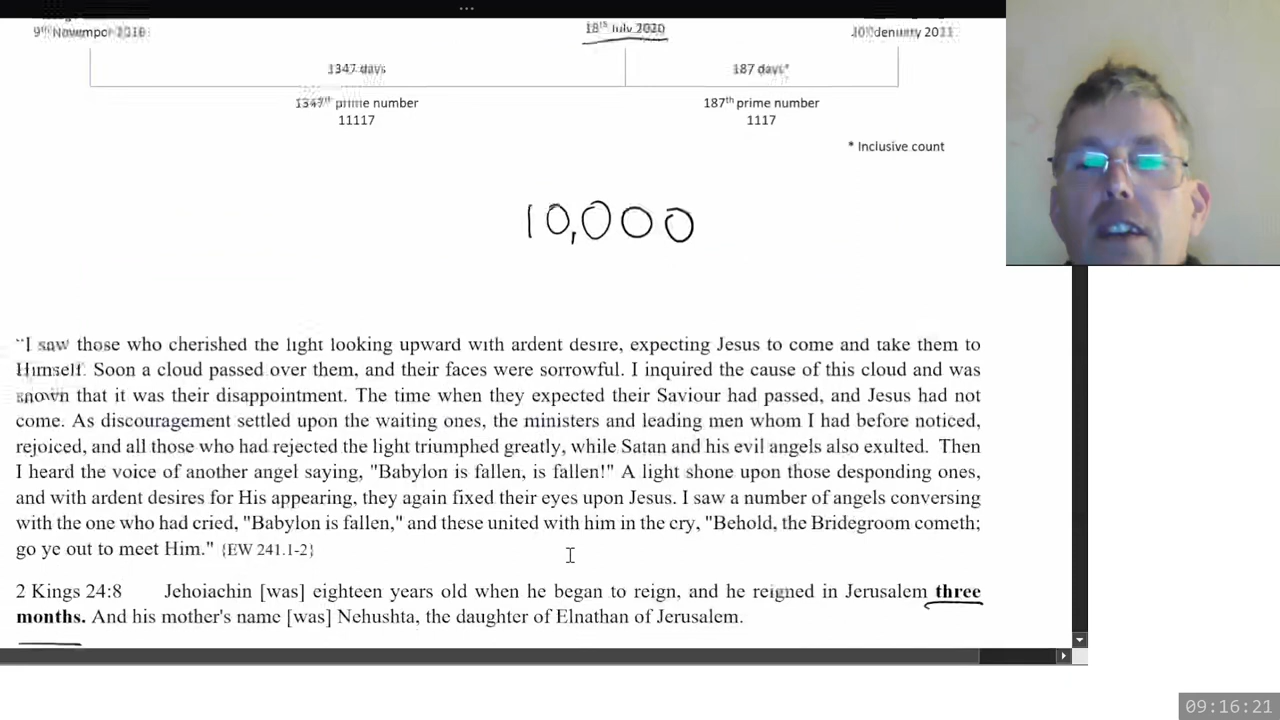 18th July 2020
1347 days
187 days*
1347th prime number
187th prime number
11117
1117
* Inclusive count
10,000
"I saw those who cherished the light looking upward with ardent desire, expecting Jesus to come and take them to
Himself. Soon a cloud passed over them, and their faces were sorrowful. I inquired the cause of this cloud and was
shown that it was their disappointment. The time when they expected their Saviour had passed, and Jesus had not
come. As discouragement settled upon the waiting ones, the ministers and leading men whom I had before noticed,
rejoiced, and all those who had rejected the light triumphed greatly, while Satan and his evil angels also exulted. Then
I heard the voice of another angel saying, "Babylon is fallen, is fallen!" A light shone upon those desponding ones,
and with ardent desires for His appearing, they again fixed their eyes upon Jesus. I saw a number of angels conversing
with the one who had cried, "Babylon is fallen," and these united with him in the cry, "Behold, the Bridegroom cometh;
go ye out to meet Him." {EW 241.1-2}
2 Kings 24:8 Jehoiachin [was] eighteen years old when he began to reign, and he reigned in Jerusalem three
months. And his mother's name [was] Nehushta, the daughter of Elnathan of Jerusalem.
09:16:21